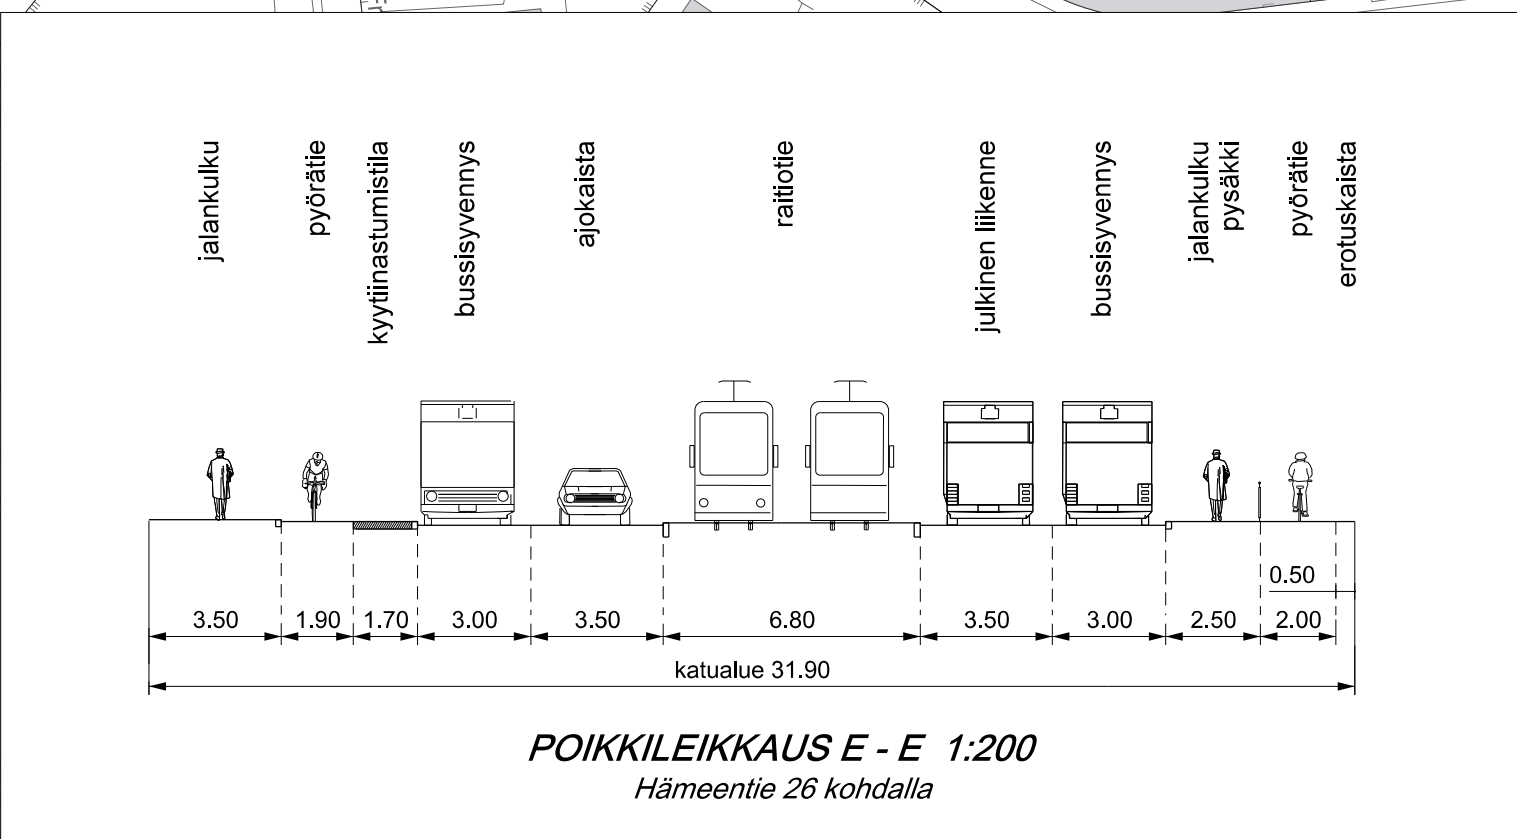 jalankulku
pyörätie
kyytiinastumistila
bussisyvennys
ajokaista
raitiotie
julkinen liikenne
bussisyvennys
jalankulku
pysäkki
pyörätie
erotuskaista
0.50
3.50 1.90 1.70 3.00 3.50 6.80 3.50 3.00 2.50 2.00
katualue 31.90
POIKKILEIKKAUS E - E 1:200
Hämeentie 26 kohdalla